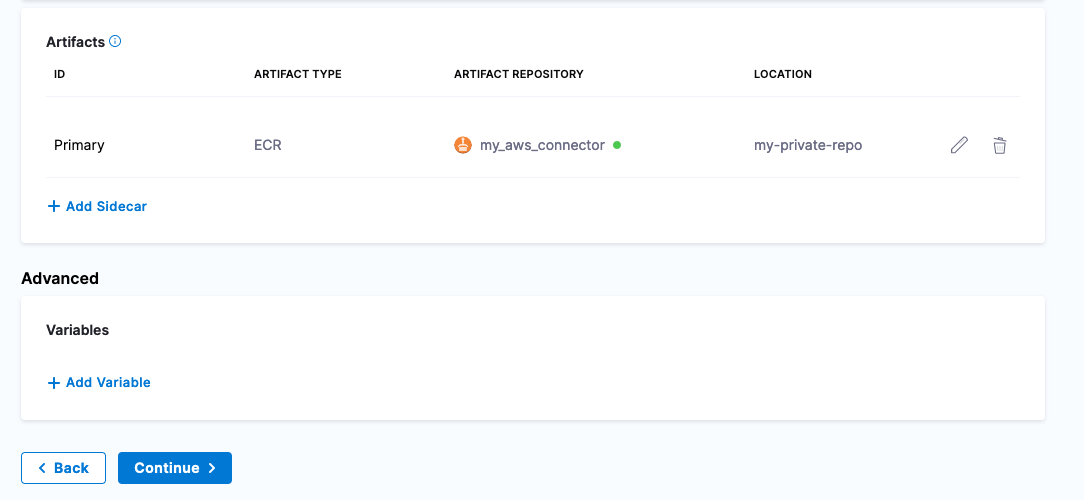 Artifacts
ID ARTIFACT TYPE ARTIFACT REPOSITORY LOCATION
Primary ECR my_aws_connector my-private-repo
+ Add Sidecar
Advanced
Variables
+ Add Variable
Back Continue